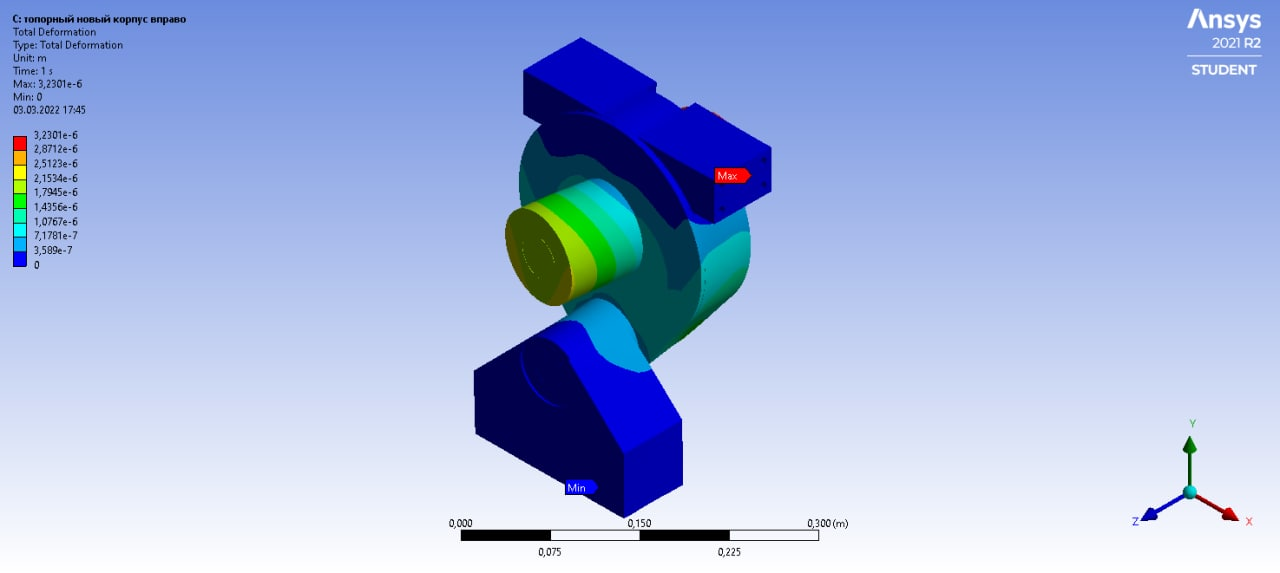 C: топорный новый корпус вправо
Total Deformation
Type: Total Deformation
Unit: m
Time: 1 s
Max: 3,2301e-6
Min: 0
03.03.2022 17:45
3,2301e-6
2,8712e-6
2,5123e-6
2,1534e-6
1,7945e-6
1,4356e-6
1,0767e-6
7,1781e-7
3,589e-7
0
Ansys
2021 R2
STUDENT
Max
Min
0,000
0,150
0,300 (m)
0,075
0,225
Y
Z
X